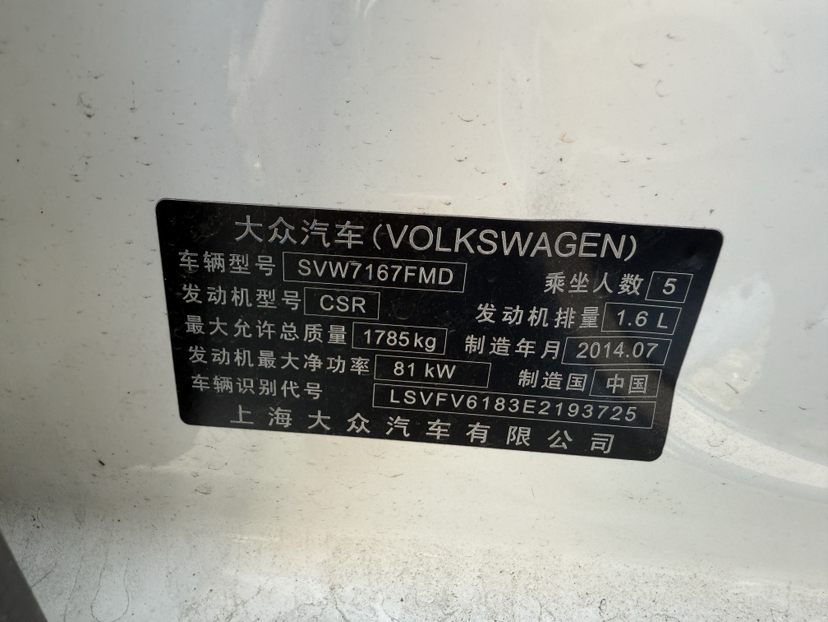 大众汽车(VOLKSWAGEN)
车辆型号 SVW7167FMD 乘坐人数 5
发动机型号 CSR 发动机排量 1.6 L
最大允许总质量 1785kg 制造年月 2014.07
发动机最大净功率 81 kW 制造国 中国
车辆识别代号 LSVFV6183E2193725
上海大众汽车有限公司